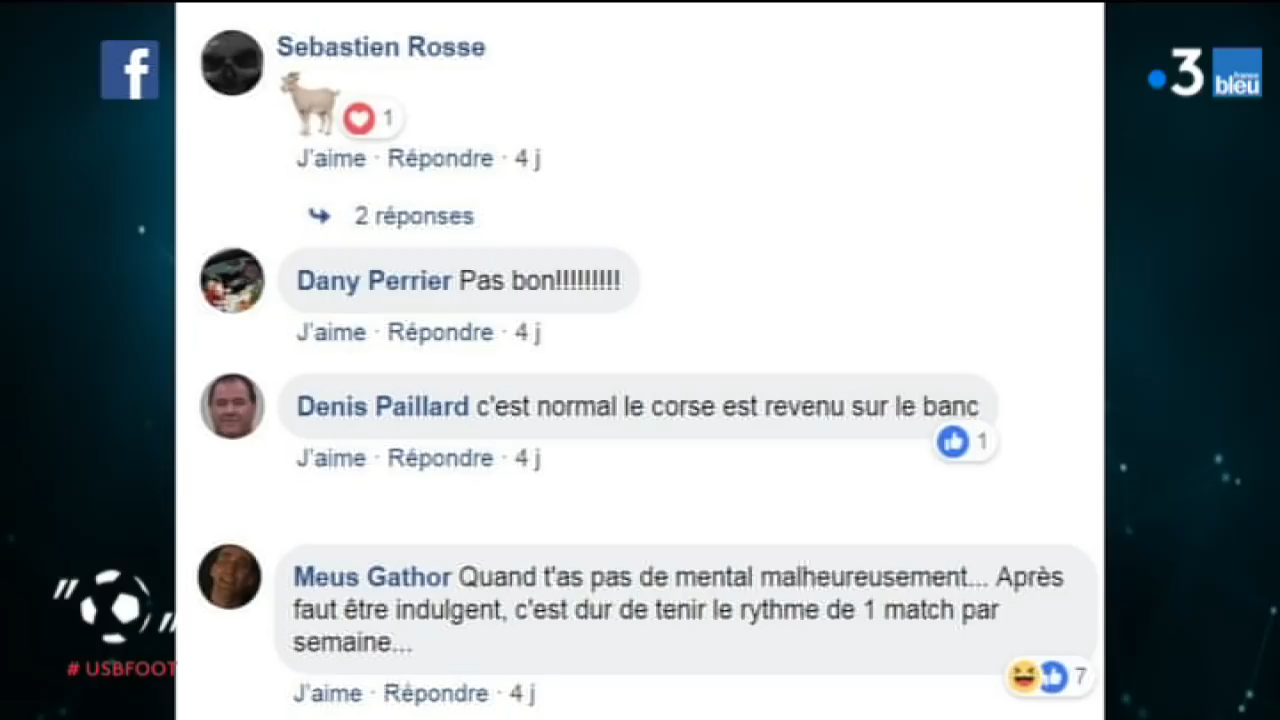 Sebastien Rosse
1
J'aime · Répondre · 4 j
2 réponses
Dany Perrier Pas bon!!!!!!!!!
J'aime · Répondre · 4 j
Denis Paillard c'est normal le corse est revenu sur le banc
1
J'aime · Répondre · 4 j
Meus Gathor Quand t'as pas de mental malheureusement... Après
faut être indulgent, c'est dur de tenir le rythme de 1 match par
semaine...
7
J'aime · Répondre · 4 j
f
3
france
bleu
# USBFOOT